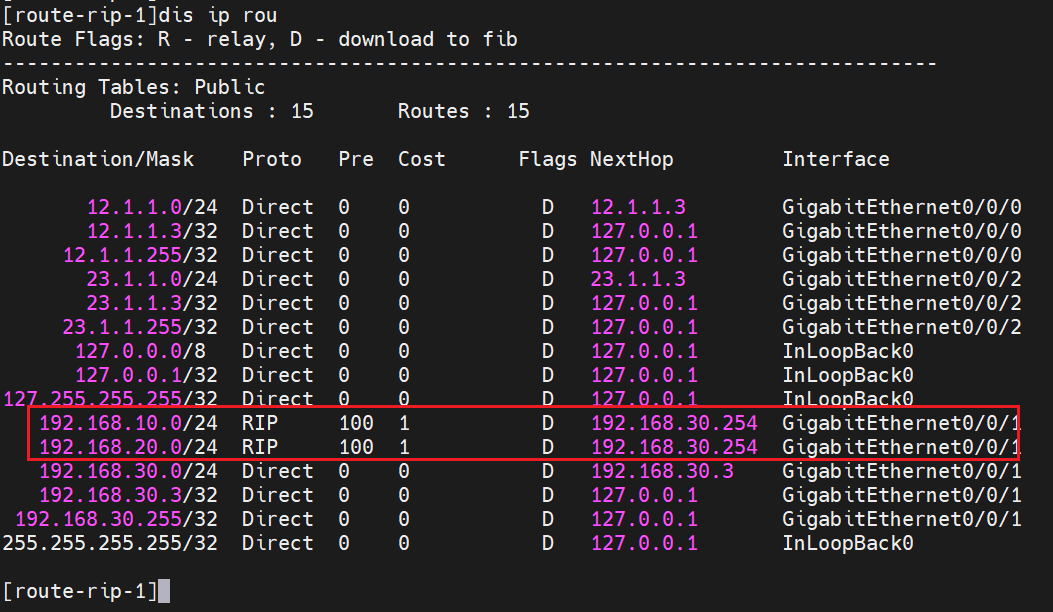 [route-rip-1]dis ip rou
Route Flags: R - relay, D - download to fib
------------------------------------------------------------------------------
Routing Tables: Public
         Destinations : 15       Routes : 15

Destination/Mask    Proto   Pre  Cost      Flags NextHop         Interface

       12.1.1.0/24  Direct  0    0           D   12.1.1.3        GigabitEthernet0/0/0
       12.1.1.3/32  Direct  0    0           D   127.0.0.1       GigabitEthernet0/0/0
     12.1.1.255/32  Direct  0    0           D   127.0.0.1       GigabitEthernet0/0/0
       23.1.1.0/24  Direct  0    0           D   23.1.1.3        GigabitEthernet0/0/2
       23.1.1.3/32  Direct  0    0           D   127.0.0.1       GigabitEthernet0/0/2
     23.1.1.255/32  Direct  0    0           D   127.0.0.1       GigabitEthernet0/0/2
      127.0.0.0/8   Direct  0    0           D   127.0.0.1       InLoopBack0
      127.0.0.1/32  Direct  0    0           D   127.0.0.1       InLoopBack0
127.255.255.255/32  Direct  0    0           D   127.0.0.1       InLoopBack0
   192.168.10.0/24  RIP     100  1           D   192.168.30.254  GigabitEthernet0/0/1
   192.168.20.0/24  RIP     100  1           D   192.168.30.254  GigabitEthernet0/0/1
   192.168.30.0/24  Direct  0    0           D   192.168.30.3    GigabitEthernet0/0/1
   192.168.30.3/32  Direct  0    0           D   127.0.0.1       GigabitEthernet0/0/1
 192.168.30.255/32  Direct  0    0           D   127.0.0.1       GigabitEthernet0/0/1
255.255.255.255/32  Direct  0    0           D   127.0.0.1       InLoopBack0

[route-rip-1]